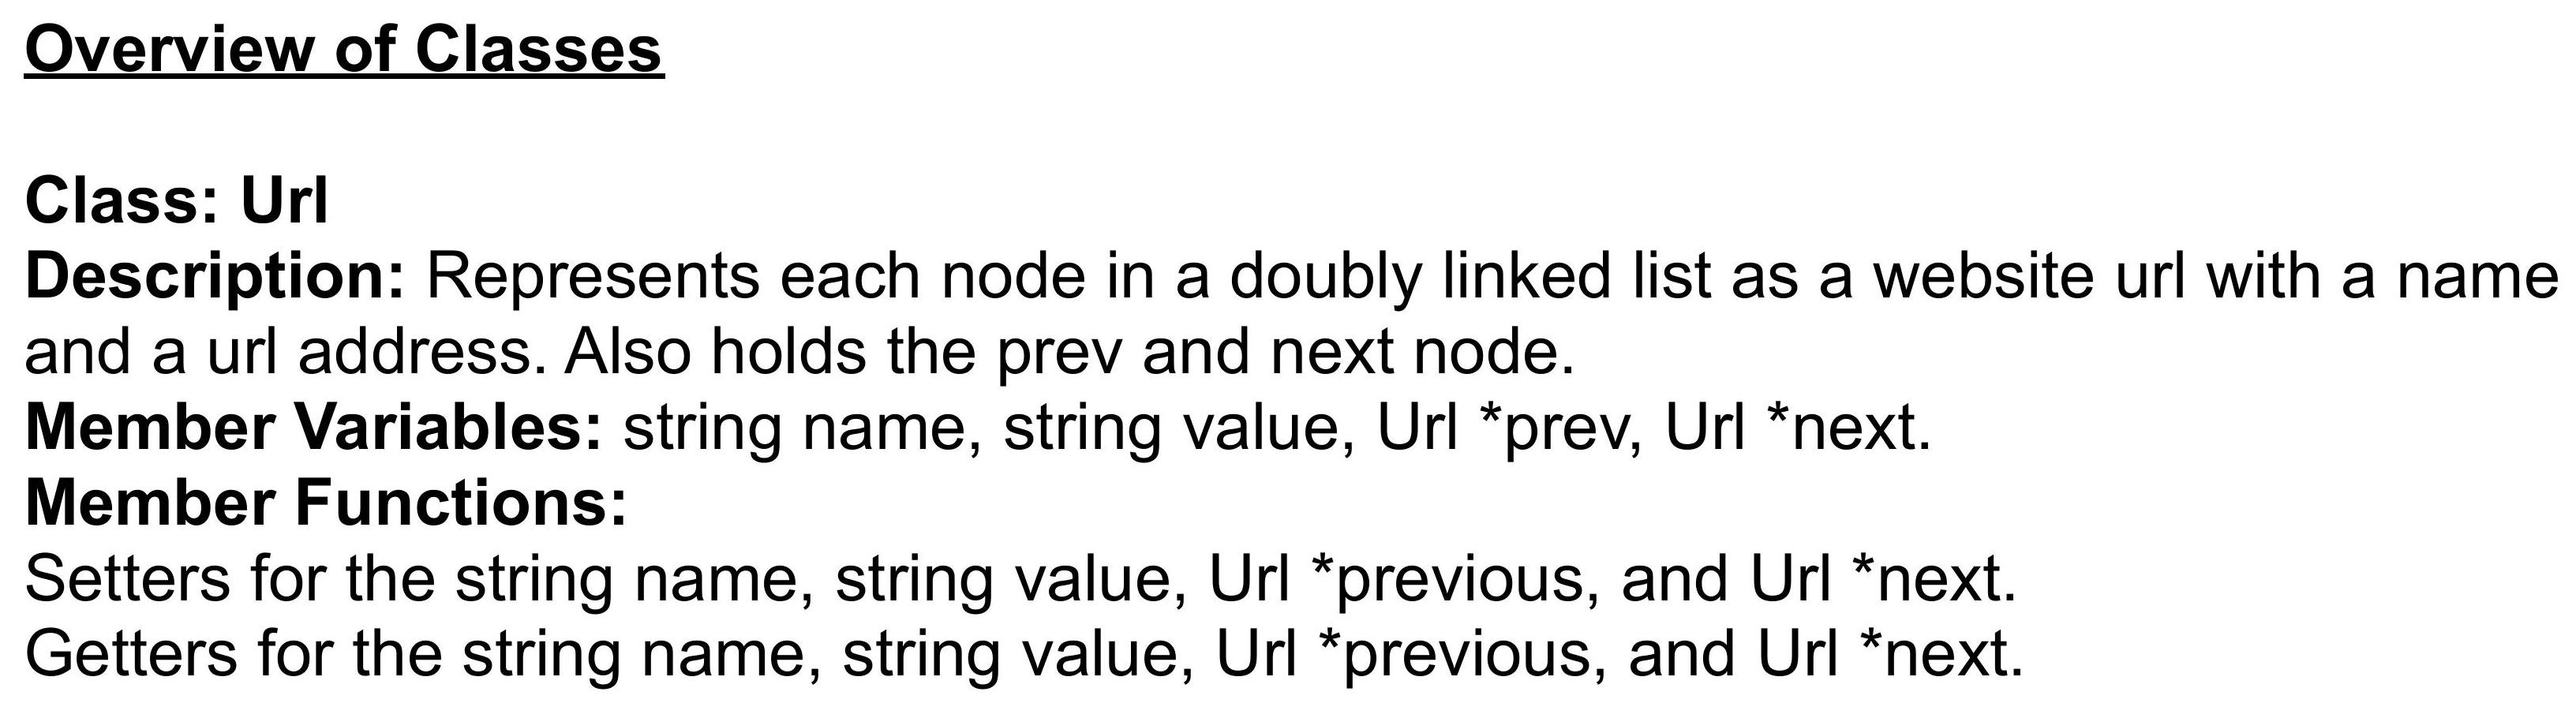 Overview of Classes
Class: Url
Description: Represents each node in a doubly linked list as a website url with a name
and a url address. Also holds the prev and next node.
Member Variables: string name, string value, Url *prev, Url *next.
Member Functions:
Setters for the string name, string value, Url *previous, and Url *next.
Getters for the string name, string value, Url *previous, and Url *next.